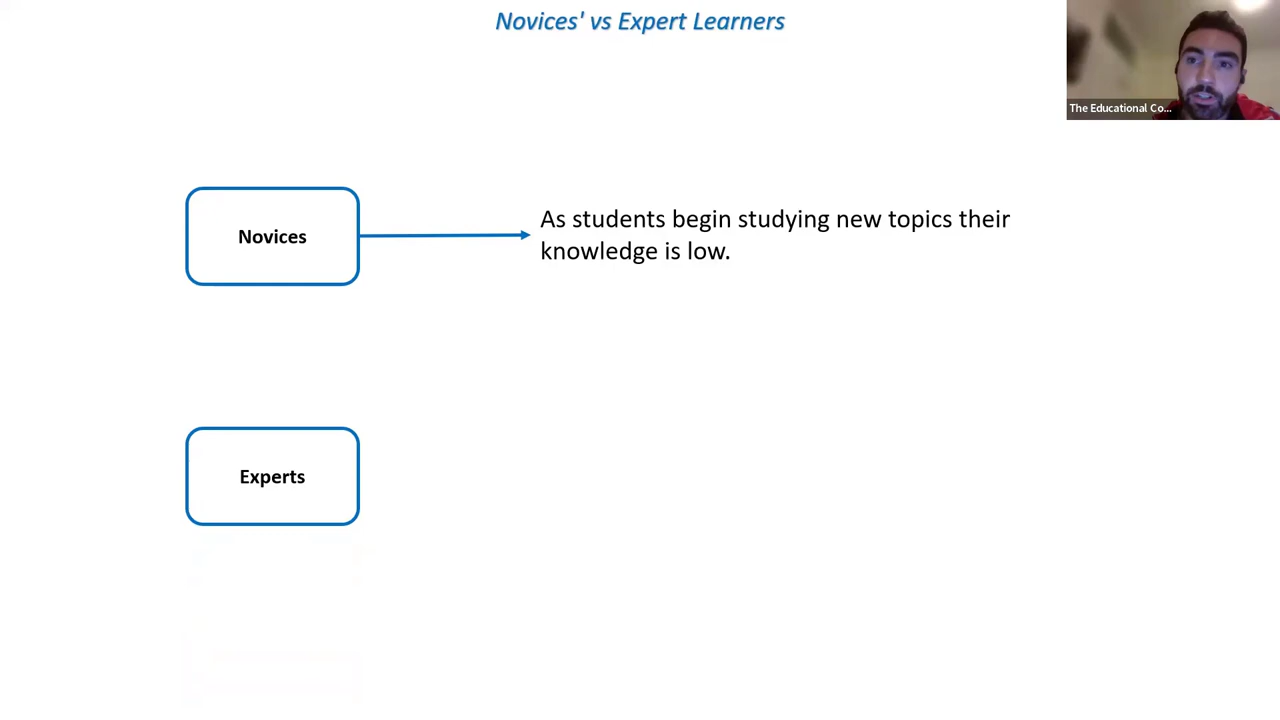 Novices' vs Expert Learners
The Educational Co...
Novices
As students begin studying new topics their
knowledge is low.
Experts